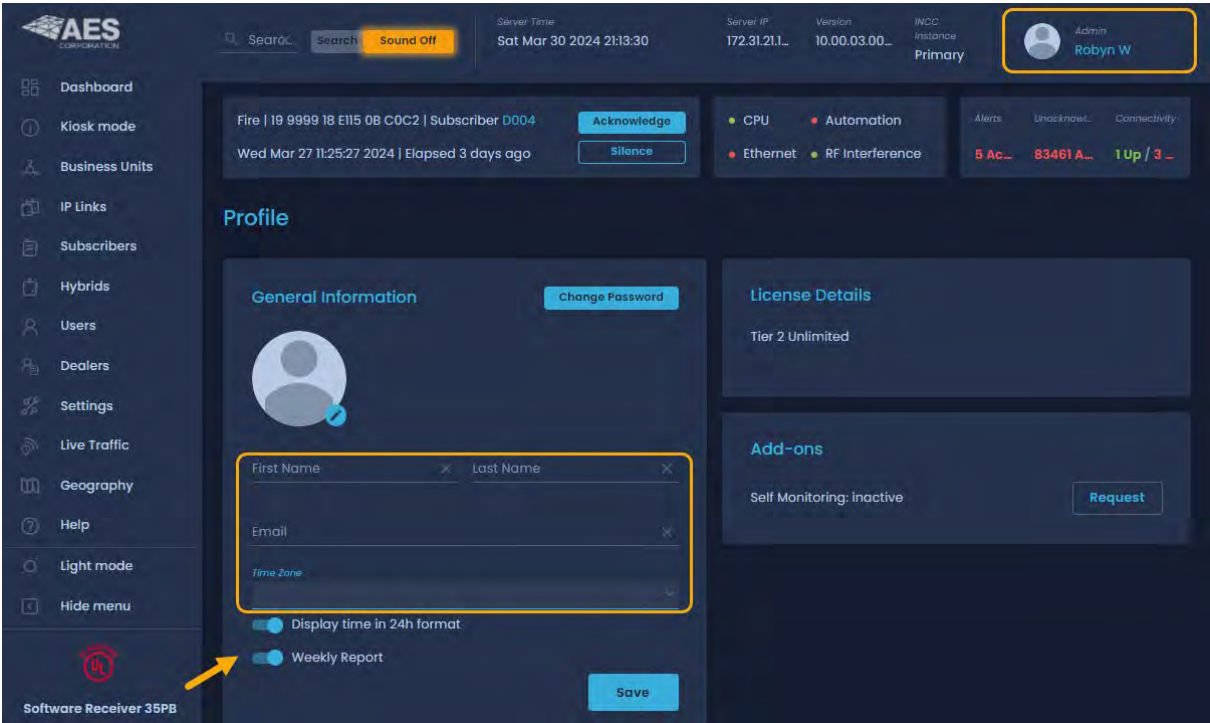 AES
CORPORATION
Dashboard
Kiosk mode
Business Units
IP Links
Subscribers
Hybrids
Users
Dealers
Settings
Live Traffic
Geography
Help
Light mode
Hide menu
UL
Software Receiver 35PB
Search
Sound Off
Server Time
Sat Mar 30 2024 21:13:30
Server IP
172.31.21.1...
Version
10.00.03.00...
INCC
Instance
Primary
Admin
Robyn W
Fire | 19 9999 18 E115 0B C0C2 | Subscriber D004
Acknowledge
Wed Mar 27 11:25:27 2024 | Elapsed 3 days ago
Silence
CPU
Automation
Ethernet
RF Interference
Alerts
Unacknowl...
Connectivity
5 Ac...
83461 A...
1 Up / 3 ...
Profile
General Information
Change Password
First Name
Last Name
Email
Time Zone
Display time in 24h format
Weekly Report
Save
License Details
Tier 2 Unlimited
Add-ons
Self Monitoring: inactive
Request